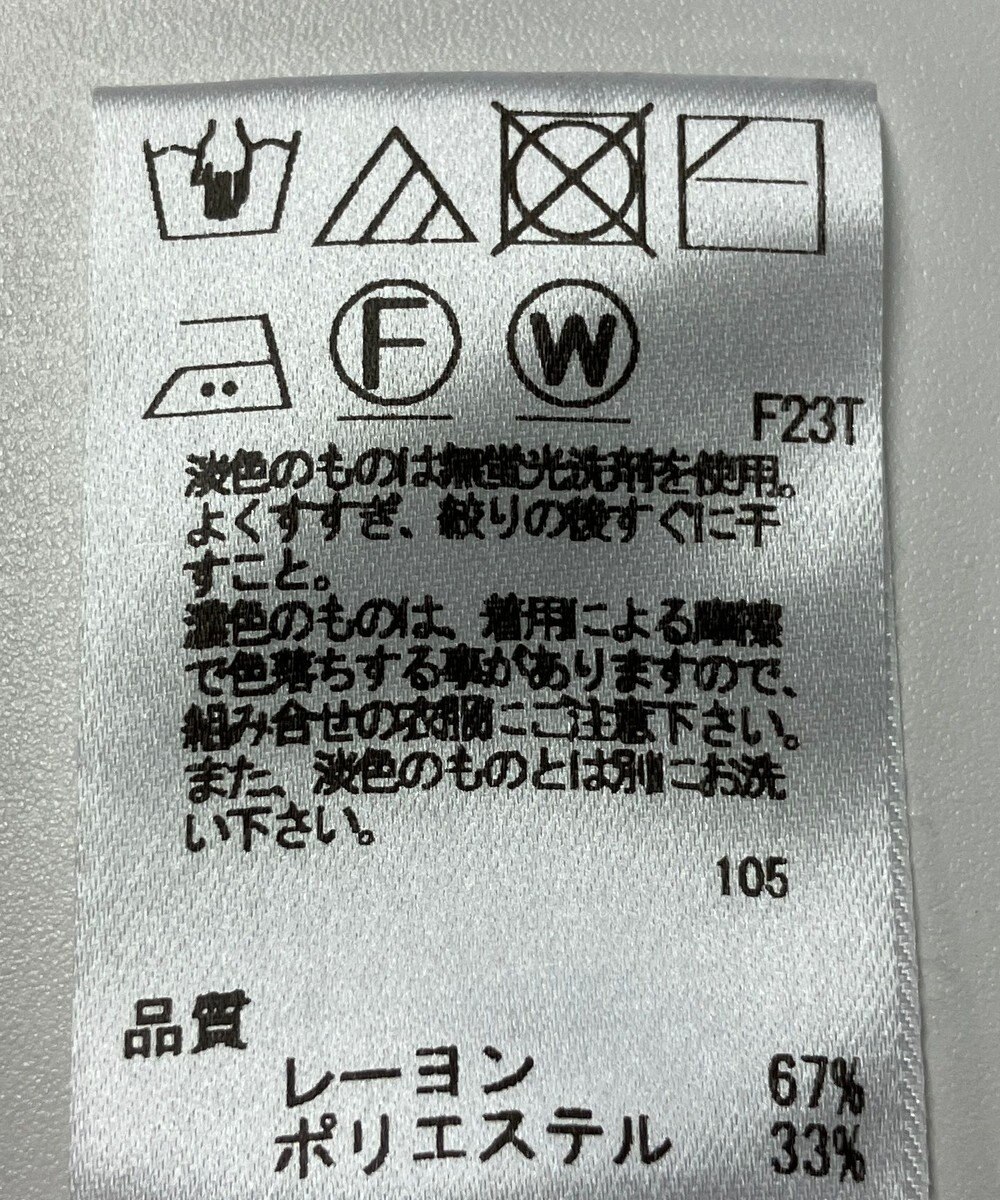 F
W
F23T
淡色のものは無蛍光洗剤を使用。
よくすすぎ、絞りの後すぐに干
すこと。
濃色のものは、着用による摩擦
で色落ちする事がありますので、
組み合せの衣服にご注意下さい。
また、淡色のものとは別にお洗
い下さい。
105
品質
レーヨン 67%
ポリエステル 33%